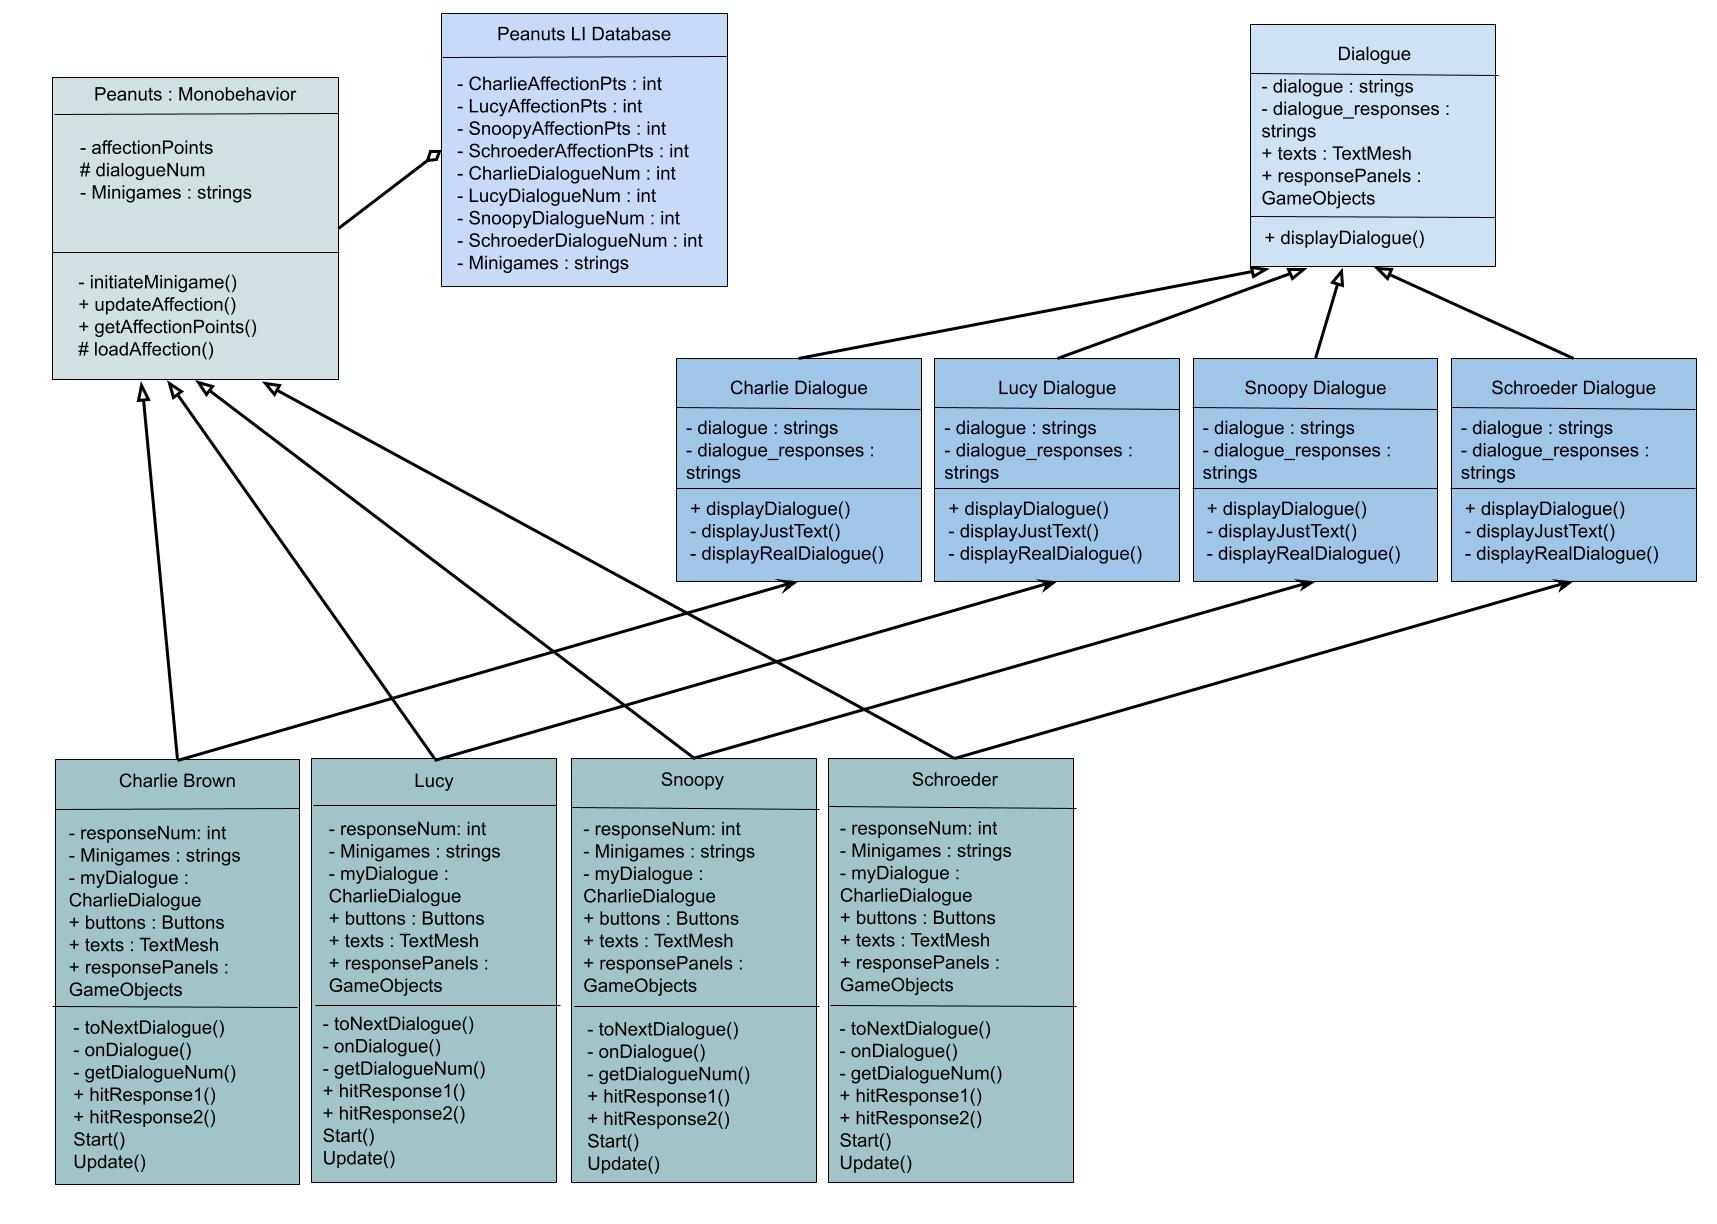 Peanuts LI Database
- CharlieAffectionPts : int
- LucyAffectionPts : int
- SnoopyAffectionPts : int
- SchroederAffectionPts : int
- CharlieDialogueNum : int
- LucyDialogueNum : int
- SnoopyDialogueNum : int
- SchroederDialogueNum : int
- Minigames : strings
Peanuts : Monobehavior
- affectionPoints
# dialogueNum
- Minigames : strings
- initiateMinigame()
+ updateAffection()
+ getAffectionPoints()
# loadAffection()
Dialogue
- dialogue : strings
- dialogue_responses :
strings
+ texts : TextMesh
+ responsePanels :
GameObjects
+ displayDialogue()
Charlie Dialogue
- dialogue : strings
- dialogue_responses :
strings
+ displayDialogue()
- displayJustText()
- displayRealDialogue()
Lucy Dialogue
- dialogue : strings
- dialogue_responses :
strings
+ displayDialogue()
- displayJustText()
- displayRealDialogue()
Snoopy Dialogue
- dialogue : strings
- dialogue_responses :
strings
+ displayDialogue()
- displayJustText()
- displayRealDialogue()
Schroeder Dialogue
- dialogue : strings
- dialogue_responses :
strings
+ displayDialogue()
- displayJustText()
- displayRealDialogue()
Charlie Brown
- responseNum: int
- Minigames : strings
- myDialogue :
CharlieDialogue
+ buttons : Buttons
+ texts : TextMesh
+ responsePanels :
GameObjects
- toNextDialogue()
- onDialogue()
- getDialogueNum()
+ hitResponse1()
+ hitResponse2()
Start()
Update()
Lucy
- responseNum: int
- Minigames : strings
- myDialogue :
CharlieDialogue
+ buttons : Buttons
+ texts : TextMesh
+ responsePanels :
GameObjects
- toNextDialogue()
- onDialogue()
- getDialogueNum()
+ hitResponse1()
+ hitResponse2()
Start()
Update()
Snoopy
- responseNum: int
- Minigames : strings
- myDialogue :
CharlieDialogue
+ buttons : Buttons
+ texts : TextMesh
+ responsePanels :
GameObjects
- toNextDialogue()
- onDialogue()
- getDialogueNum()
+ hitResponse1()
+ hitResponse2()
Start()
Update()
Schroeder
- responseNum: int
- Minigames : strings
- myDialogue :
CharlieDialogue
+ buttons : Buttons
+ texts : TextMesh
+ responsePanels :
GameObjects
- toNextDialogue()
- onDialogue()
- getDialogueNum()
+ hitResponse1()
+ hitResponse2()
Start()
Update()